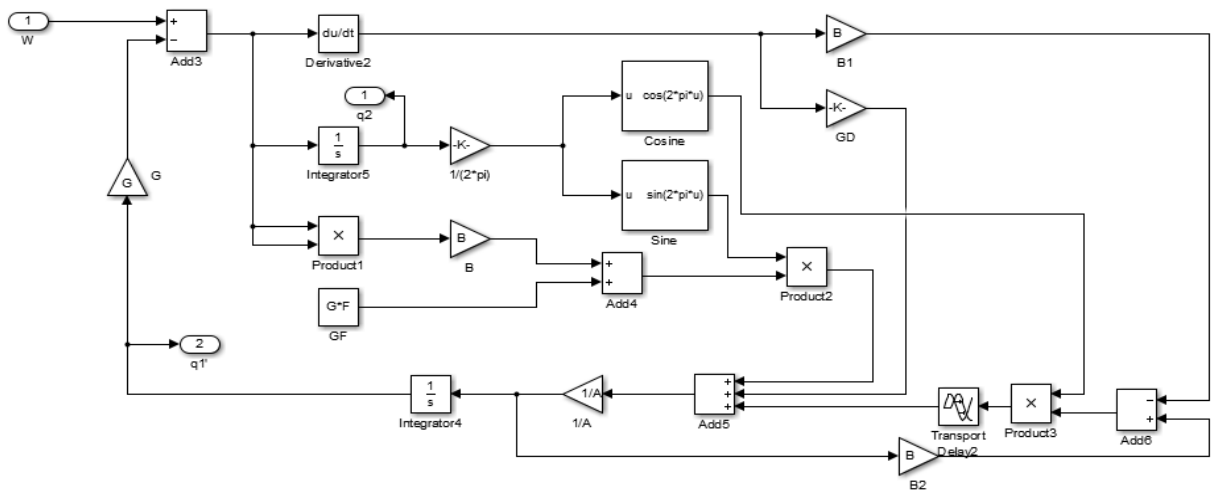 1
W
+
−
Add3
du/dt
Derivative2
B
B1
1
q2
u cos(2*pi*u)
Cosine
-K-
GD
1
s
Integrator5
-K-
1/(2*pi)
u sin(2*pi*u)
Sine
G
G
×
Product1
B
B
+
+
Add4
×
Product2
G*F
GF
2
q1'
1
s
Integrator4
1/A
1/A
+
+
+
Add5
Transport
Delay2
×
Product3
−
+
Add6
B
B2